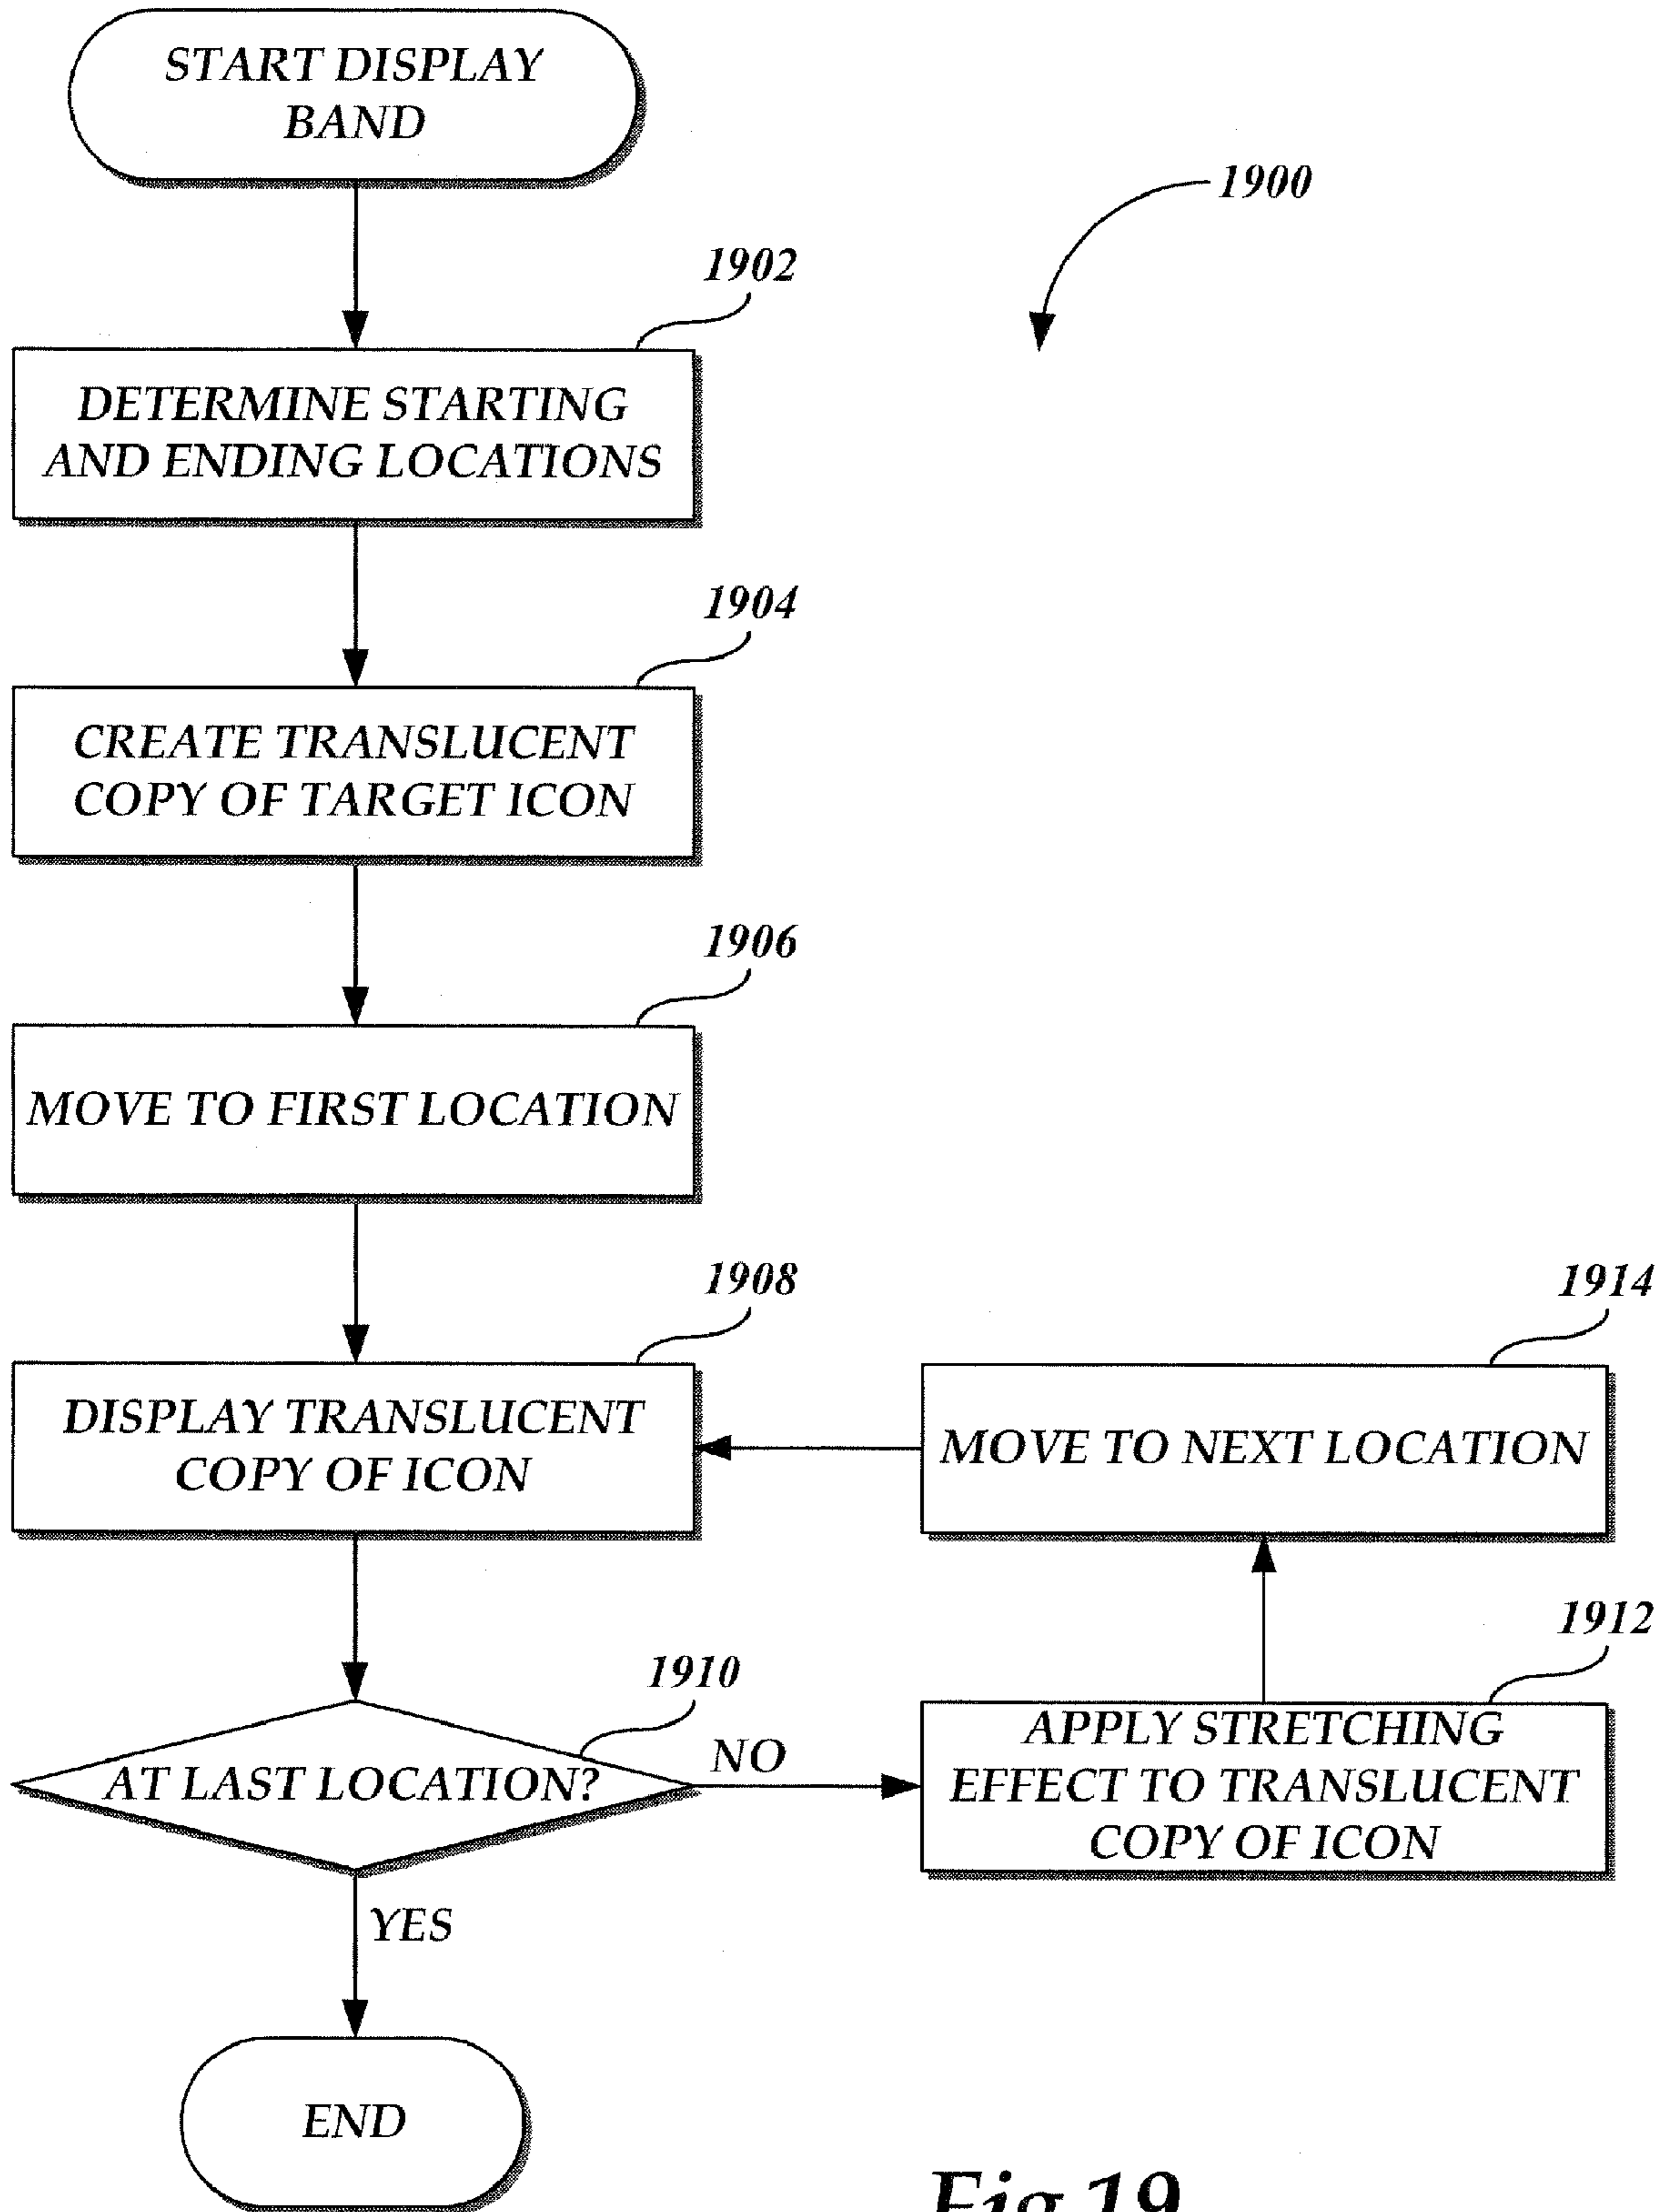 START DISPLAY
BAND
1900
1902
DETERMINE STARTING
AND ENDING LOCATIONS
1904
CREATE TRANSLUCENT
COPY OF TARGET ICON
1906
MOVE TO FIRST LOCATION
1908
DISPLAY TRANSLUCENT
COPY OF ICON
1914
MOVE TO NEXT LOCATION
1910
AT LAST LOCATION?
NO
1912
APPLY STRETCHING
EFFECT TO TRANSLUCENT
COPY OF ICON
YES
END
Fig.19